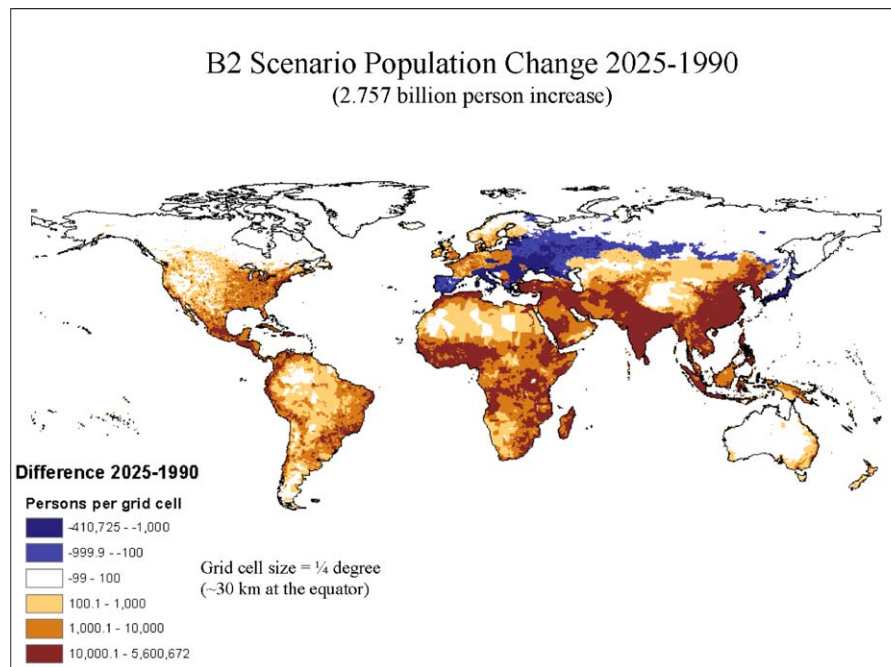 B2 Scenario Population Change 2025-1990
(2.757 billion person increase)
Difference 2025-1990
Persons per grid cell
-410,725 - -1,000
-999.9 - -100
-99 - 100
100.1 - 1,000
1,000.1 - 10,000
10,000.1 - 5,600,672
Grid cell size = ¼ degree
(~30 km at the equator)